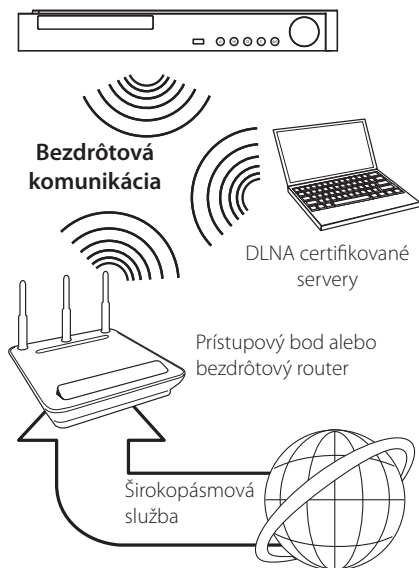 Bezdrôtová
komunikácia
DLNA certifikované
servery
Prístupový bod alebo
bezdrôtový router
Širokopásmová
služba